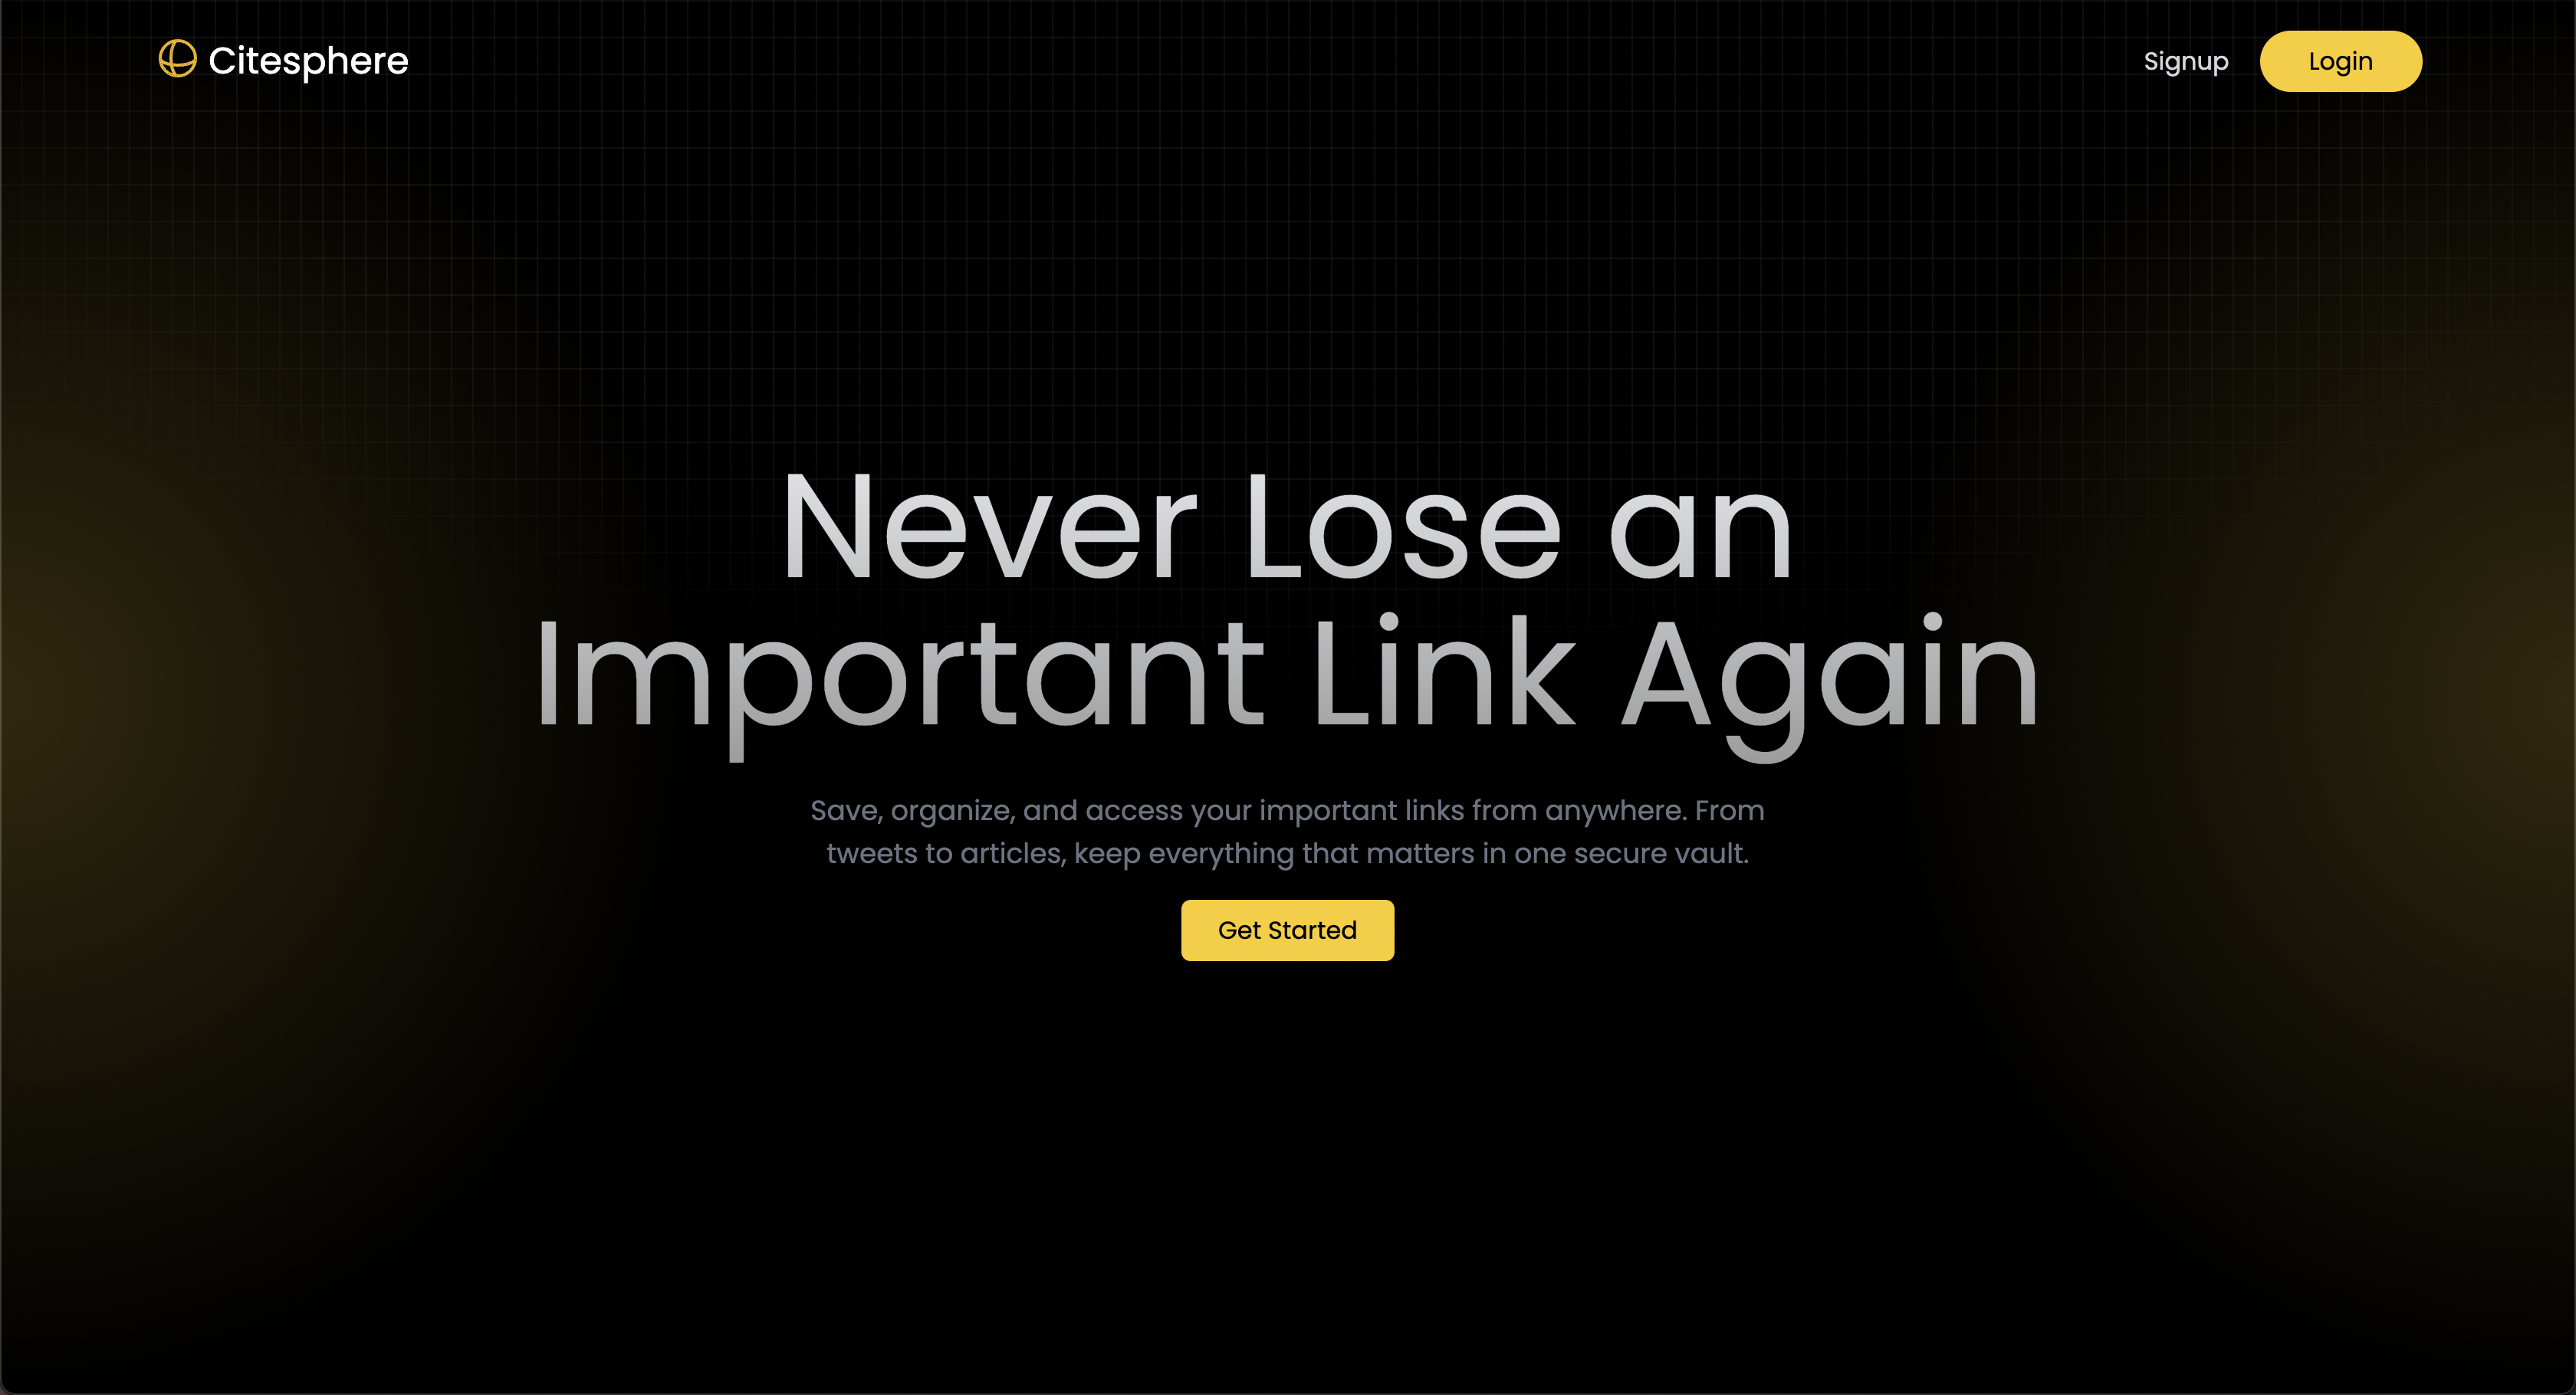 Citesphere
Signup
Login
Never Lose an
Important Link Again
Save, organize, and access your important links from anywhere. From
tweets to articles, keep everything that matters in one secure vault.
Get Started